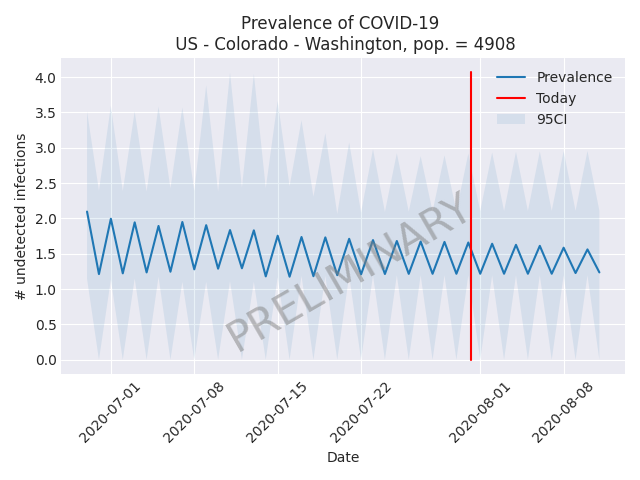 Prevalence of COVID-19
US - Colorado - Washington, pop. = 4908
4.0
3.5
3.0
2.5
2.0
1.5
1.0
0.5
0.0
# undetected infections
Prevalence
Today
95CI
PRELIMINARY
2020-07-01
2020-07-08
2020-07-15
2020-07-22
2020-08-01
2020-08-08
Date